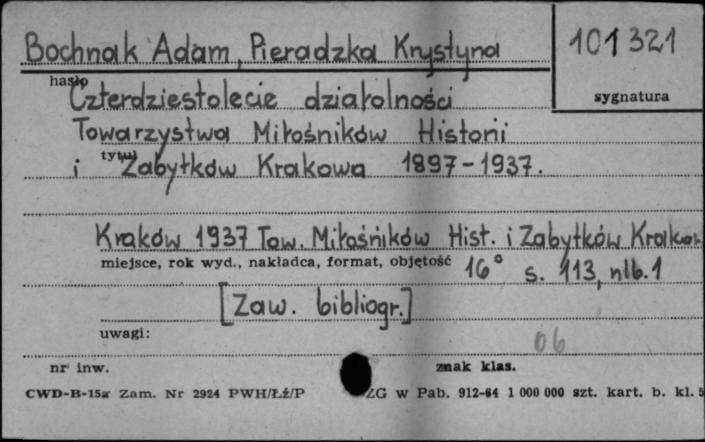 Bochnak Adam, Pieradzka Krystyna 101321
hasło
sygnatura
Czterdziestolecie działalności
Towarzystwa Miłośników Historii
tytuł
i Zabytków Krakowa 1897-1937.
Kraków 1937 Tow. Miłośników Hist. i Zabytków Krakow
miejsce, rok wyd., nakładca, format, objętość 16° s. 113, nlb. 1
[Zaw. bibliogr.]
uwagi:
06
nr inw. znak klas.
CWD-B-15a Zam. Nr 2924 PWH/Ł.ż/P ZG w Pab. 912-64 1 000 000 szt. kart. b. kl. 5